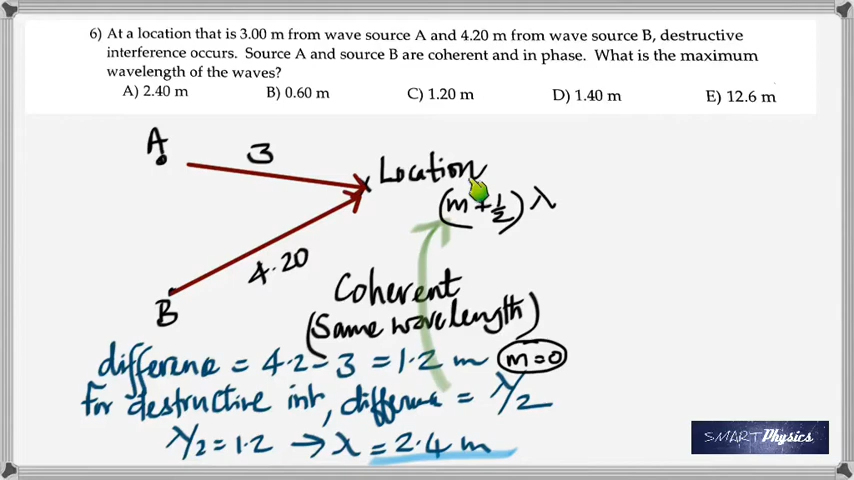 6) At a location that is 3.00 m from wave source A and 4.20 m from wave source B, destructive
interference occurs. Source A and source B are coherent and in phase. What is the maximum
wavelength of the waves?
A) 2.40 m B) 0.60 m C) 1.20 m D) 1.40 m E) 12.6 m
A
3
Location
(m + 1/2) λ
4.20
B
Coherent
(Same wavelength)
difference = 4.2 - 3 = 1.2 m m = 0
for destructive int, difference = λ/2
λ/2 = 1.2 → λ = 2.4 m
SMART Physics